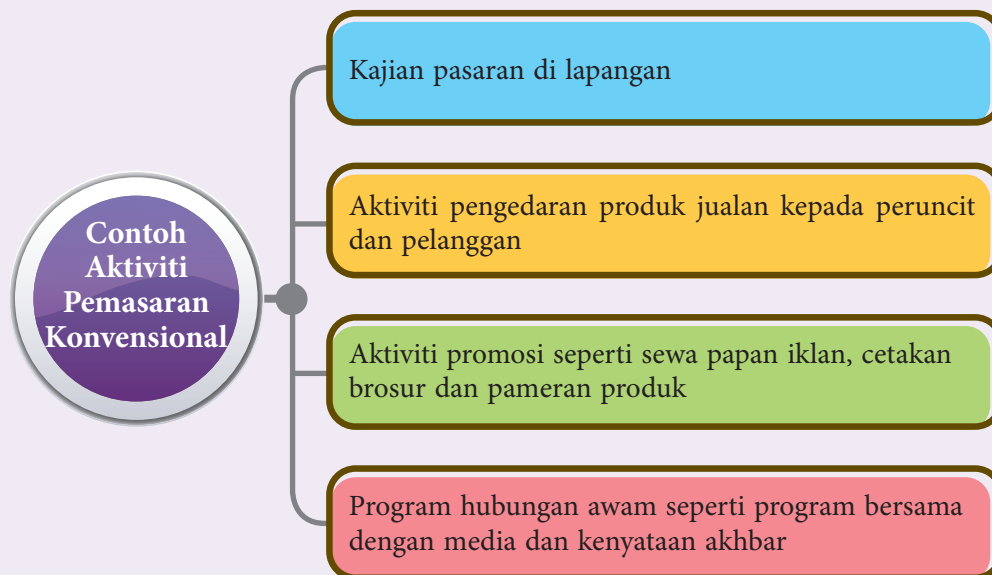 Contoh
Aktiviti
Pemasaran
Konvensional
Kajian pasaran di lapangan
Aktiviti pengedaran produk jualan kepada peruncit
dan pelanggan
Aktiviti promosi seperti sewa papan iklan, cetakan
brosur dan pameran produk
Program hubungan awam seperti program bersama
dengan media dan kenyataan akhbar